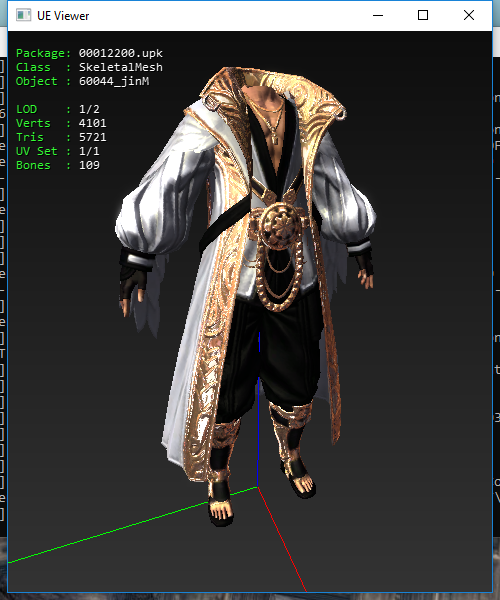 UE Viewer
Package: 00012200.upk
Class : SkeletalMesh
Object : 60044_jinM
LOD : 1/2
Verts : 4101
Tris : 5721
UV Set : 1/1
Bones : 109